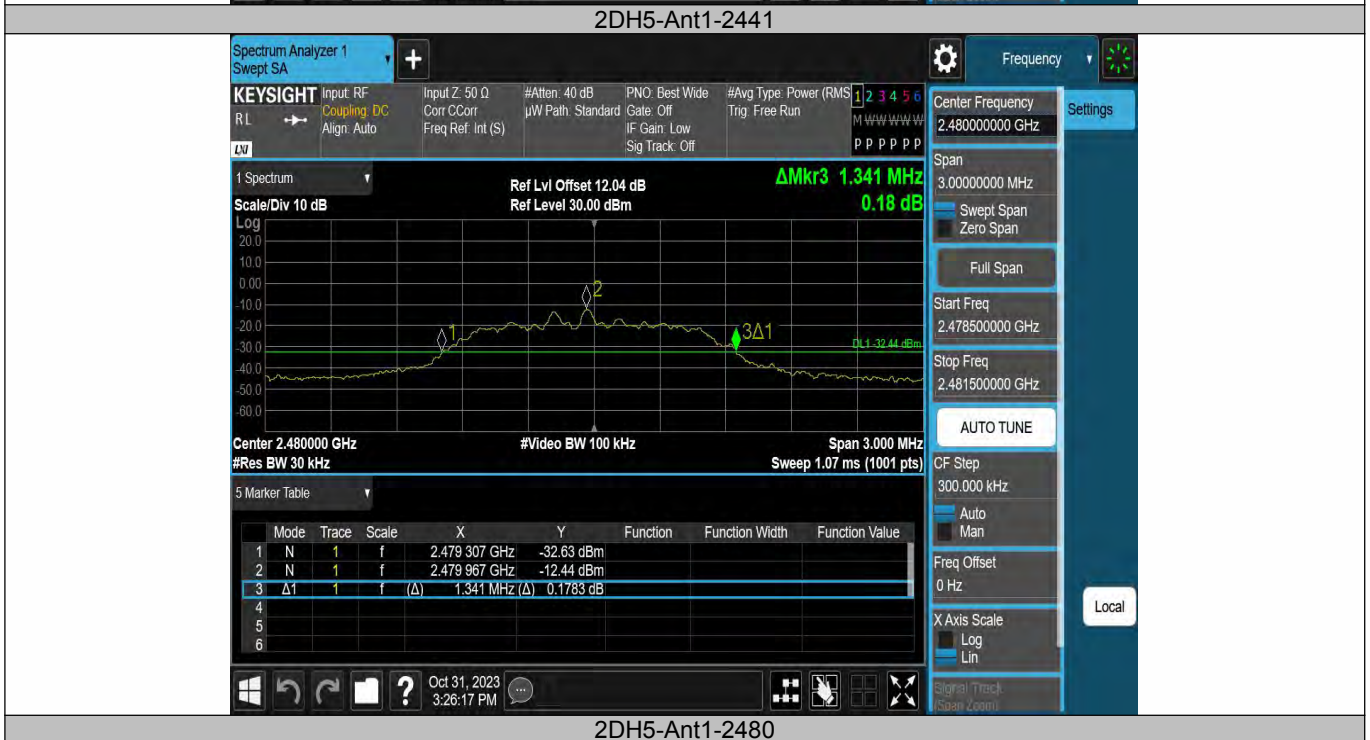 2DH5-Ant1-2441
Spectrum Analyzer 1
Swept SA
+
Frequency
KEYSIGHT
RL
LXI
Input: RF
Coupling: DC
Align: Auto
Input Z: 50 Ω
Corr CCorr
Freq Ref: Int (S)
#Atten: 40 dB
µW Path: Standard
PNO: Best Wide
Gate: Off
IF Gain: Low
Sig Track: Off
#Avg Type: Power (RMS
Trig: Free Run
1 2 3 4 5 6
M W W W W W
P P P P P P
Center Frequency
2.480000000 GHz
Settings
Span
3.00000000 MHz
Swept Span
Zero Span
Full Span
Start Freq
2.478500000 GHz
Stop Freq
2.481500000 GHz
AUTO TUNE
CF Step
300.000 kHz
Auto
Man
Freq Offset
0 Hz
X Axis Scale
Log
Lin
Signal Track
(Span Zoom)
Local
1 Spectrum
Scale/Div 10 dB
Ref Lvl Offset 12.04 dB
Ref Level 30.00 dBm
ΔMkr3 1.341 MHz
0.18 dB
Log
20.0
10.0
0.00
-10.0
-20.0
-30.0
-40.0
-50.0
-60.0
1
2
3Δ1
DL1 -32.44 dBm
Center 2.480000 GHz
#Res BW 30 kHz
#Video BW 100 kHz
Span 3.000 MHz
Sweep 1.07 ms (1001 pts)
5 Marker Table
Mode Trace Scale X Y Function Function Width Function Value
1 N 1 f 2.479 307 GHz -32.63 dBm
2 N 1 f 2.479 967 GHz -12.44 dBm
3 Δ1 1 f (Δ) 1.341 MHz (Δ) 0.1783 dB
4
5
6
?
Oct 31, 2023
3:26:17 PM
2DH5-Ant1-2480